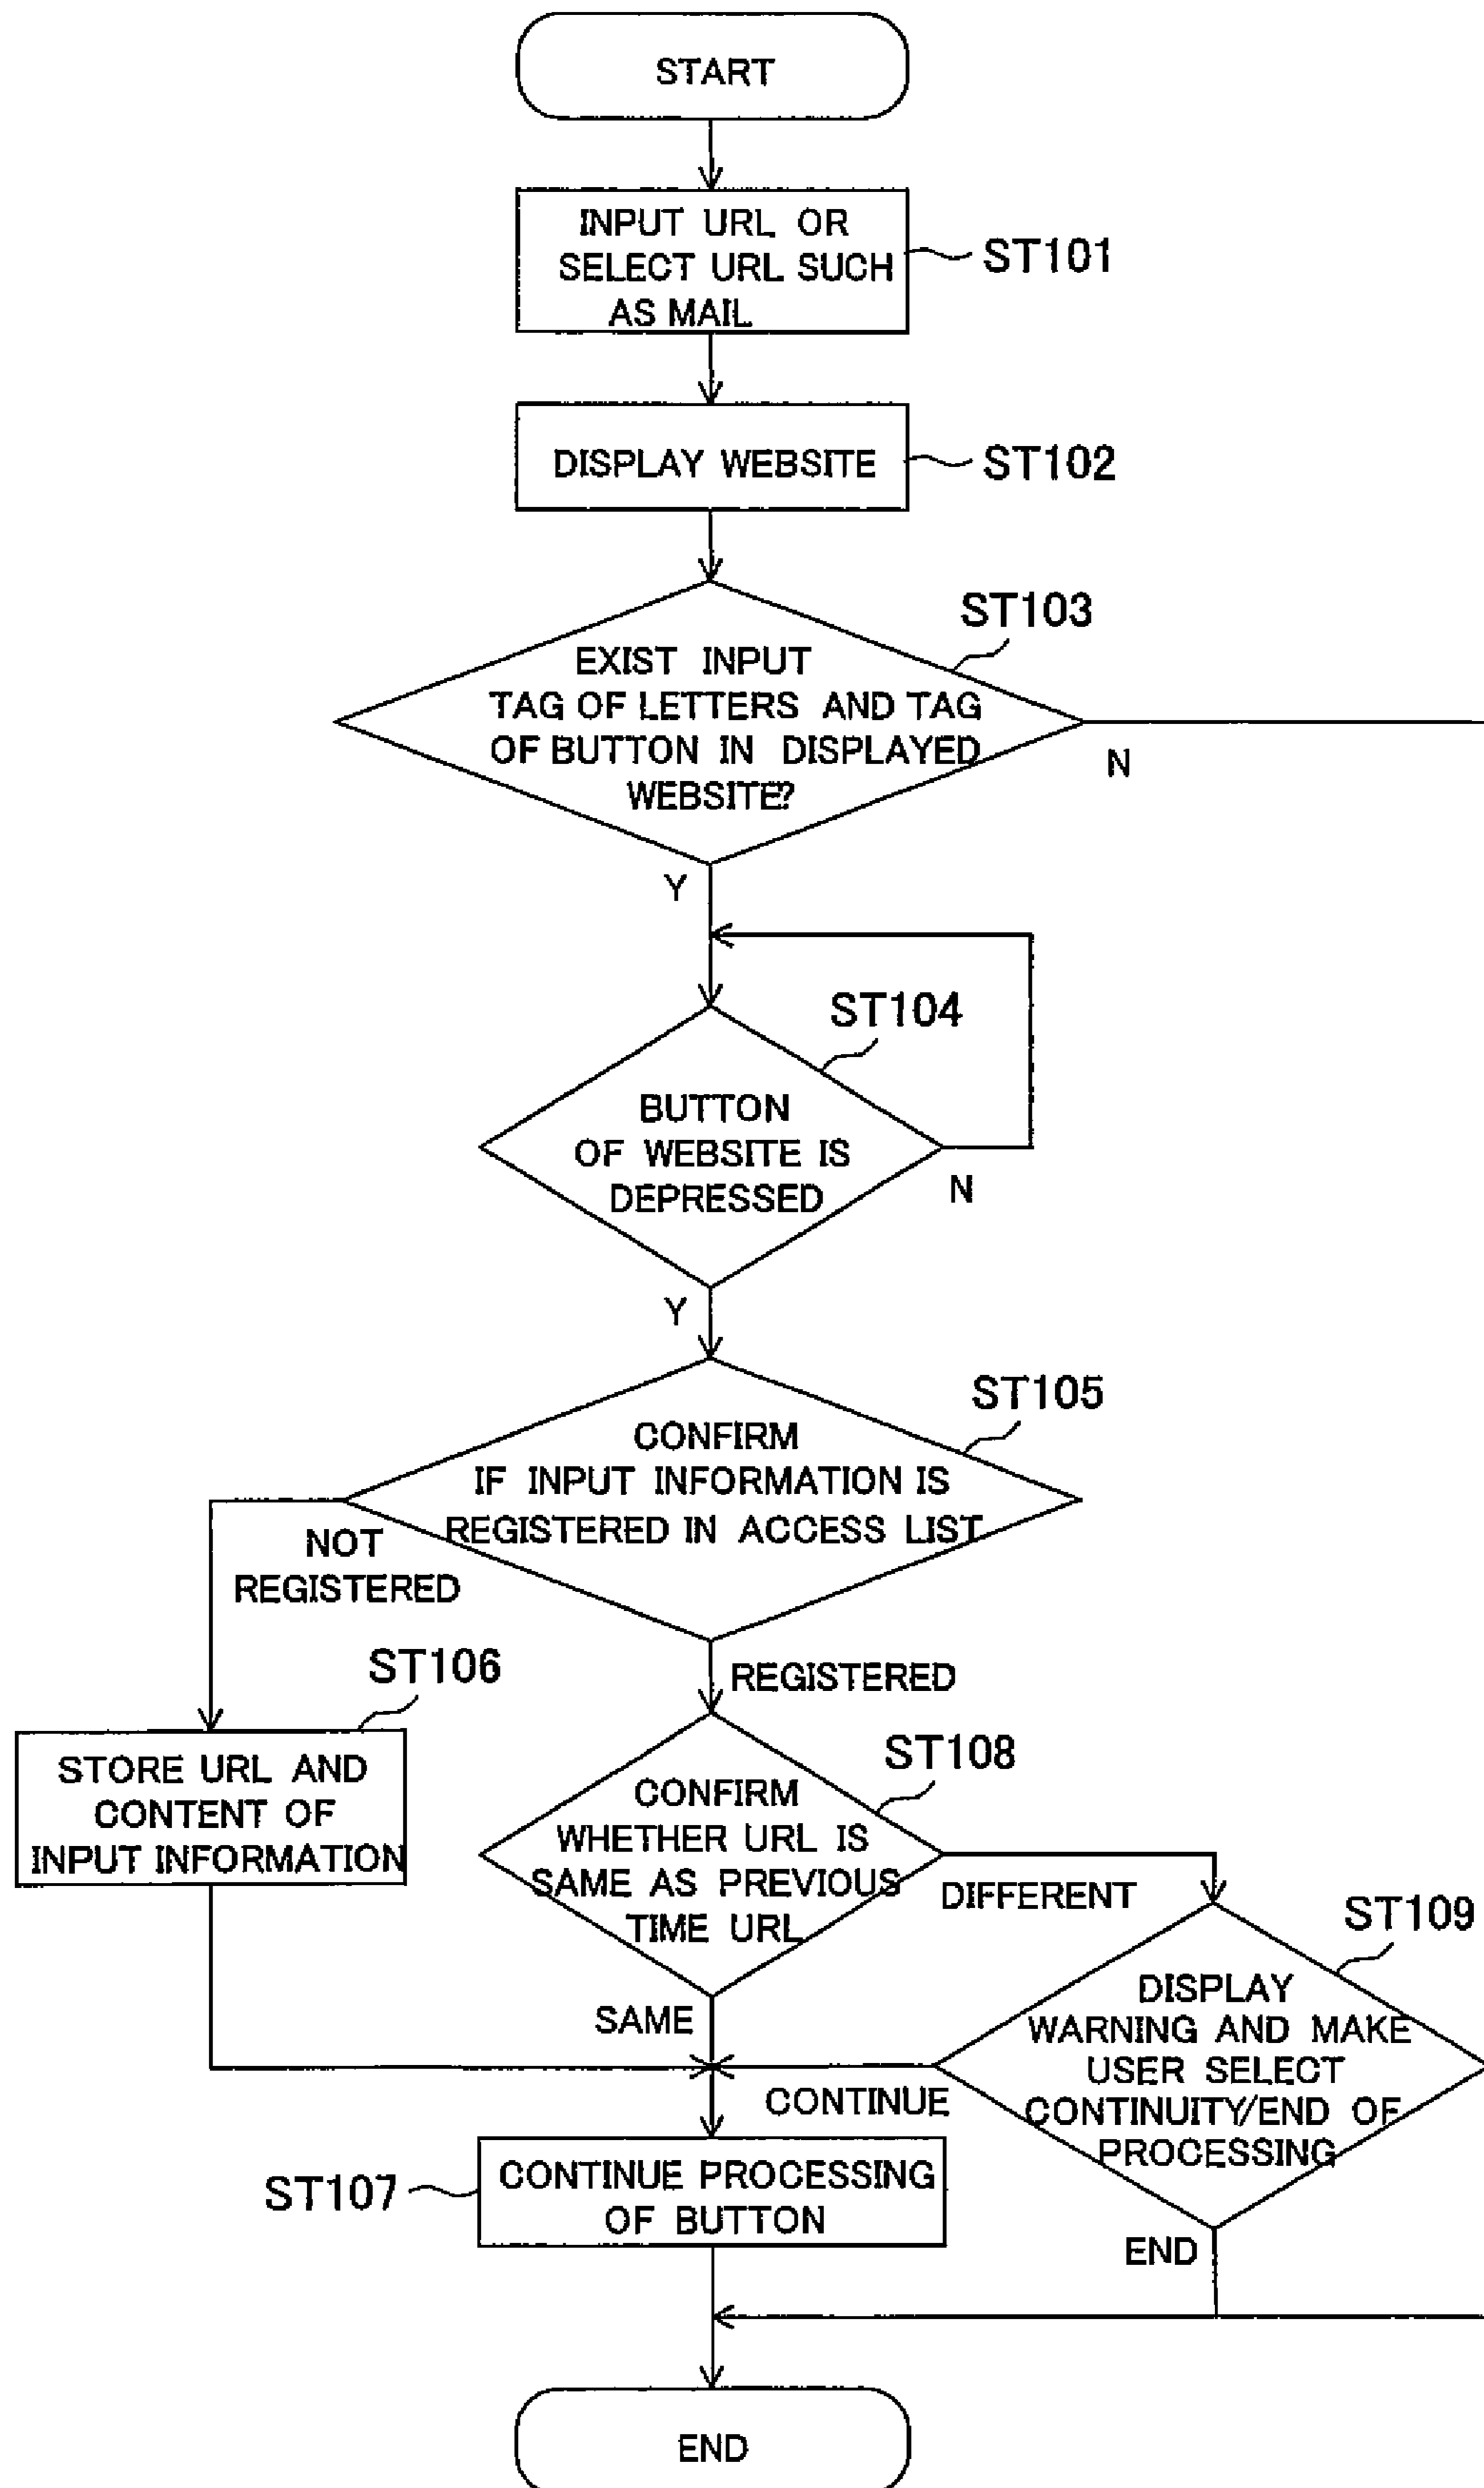 START
INPUT URL OR
SELECT URL SUCH
AS MAIL
ST101
DISPLAY WEBSITE
ST102
ST103
EXIST INPUT
TAG OF LETTERS AND TAG
OF BUTTON IN DISPLAYED
WEBSITE?
N
Y
ST104
BUTTON
OF WEBSITE IS
DEPRESSED
N
Y
ST105
CONFIRM
IF INPUT INFORMATION IS
REGISTERED IN ACCESS LIST
NOT
REGISTERED
REGISTERED
ST106
STORE URL AND
CONTENT OF
INPUT INFORMATION
ST108
CONFIRM
WHETHER URL IS
SAME AS PREVIOUS
TIME URL
DIFFERENT
SAME
ST109
DISPLAY
WARNING AND MAKE
USER SELECT
CONTINUITY/END OF
PROCESSING
CONTINUE
END
ST107
CONTINUE PROCESSING
OF BUTTON
END